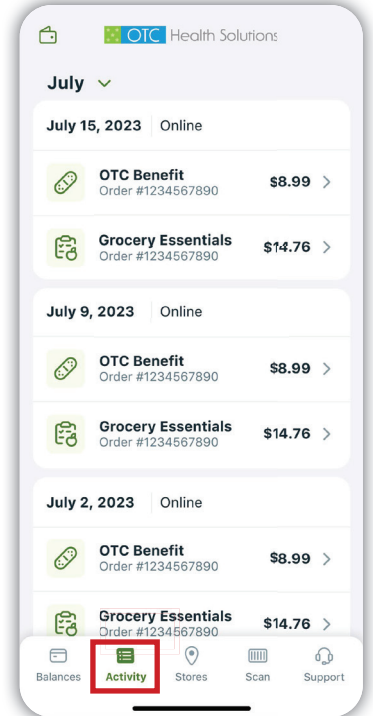 OTC Health Solutions
July
July 15, 2023 Online
OTC Benefit
Order #1234567890
$8.99
Grocery Essentials
Order #1234567890
$14.76
July 9, 2023 Online
OTC Benefit
Order #1234567890
$8.99
Grocery Essentials
Order #1234567890
$14.76
July 2, 2023 Online
OTC Benefit
Order #1234567890
$8.99
Grocery Essentials
Order #1234567890
$14.76
Balances Activity Stores Scan Support